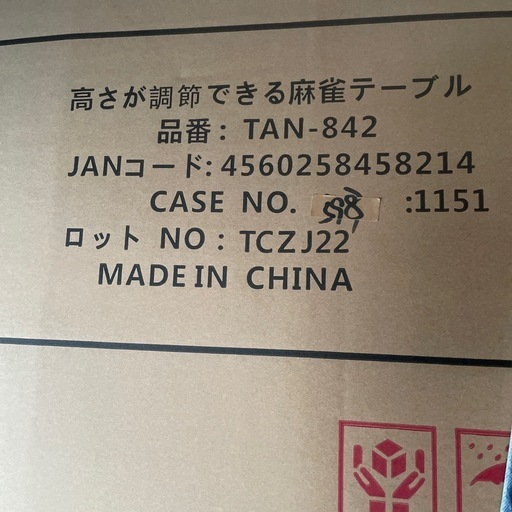 高さが調節できる麻雀テーブル
品番: TAN-842
JANコード: 4560258458214
CASE NO. 598 :1151
ロット NO : TCZJ22
MADE IN CHINA